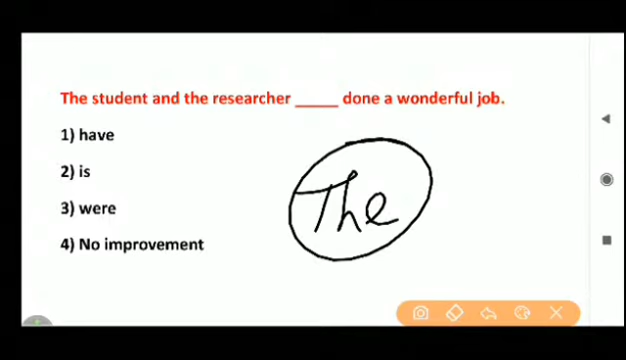 The student and the researcher _____ done a wonderful job.
1) have
2) is
3) were
4) No improvement
The